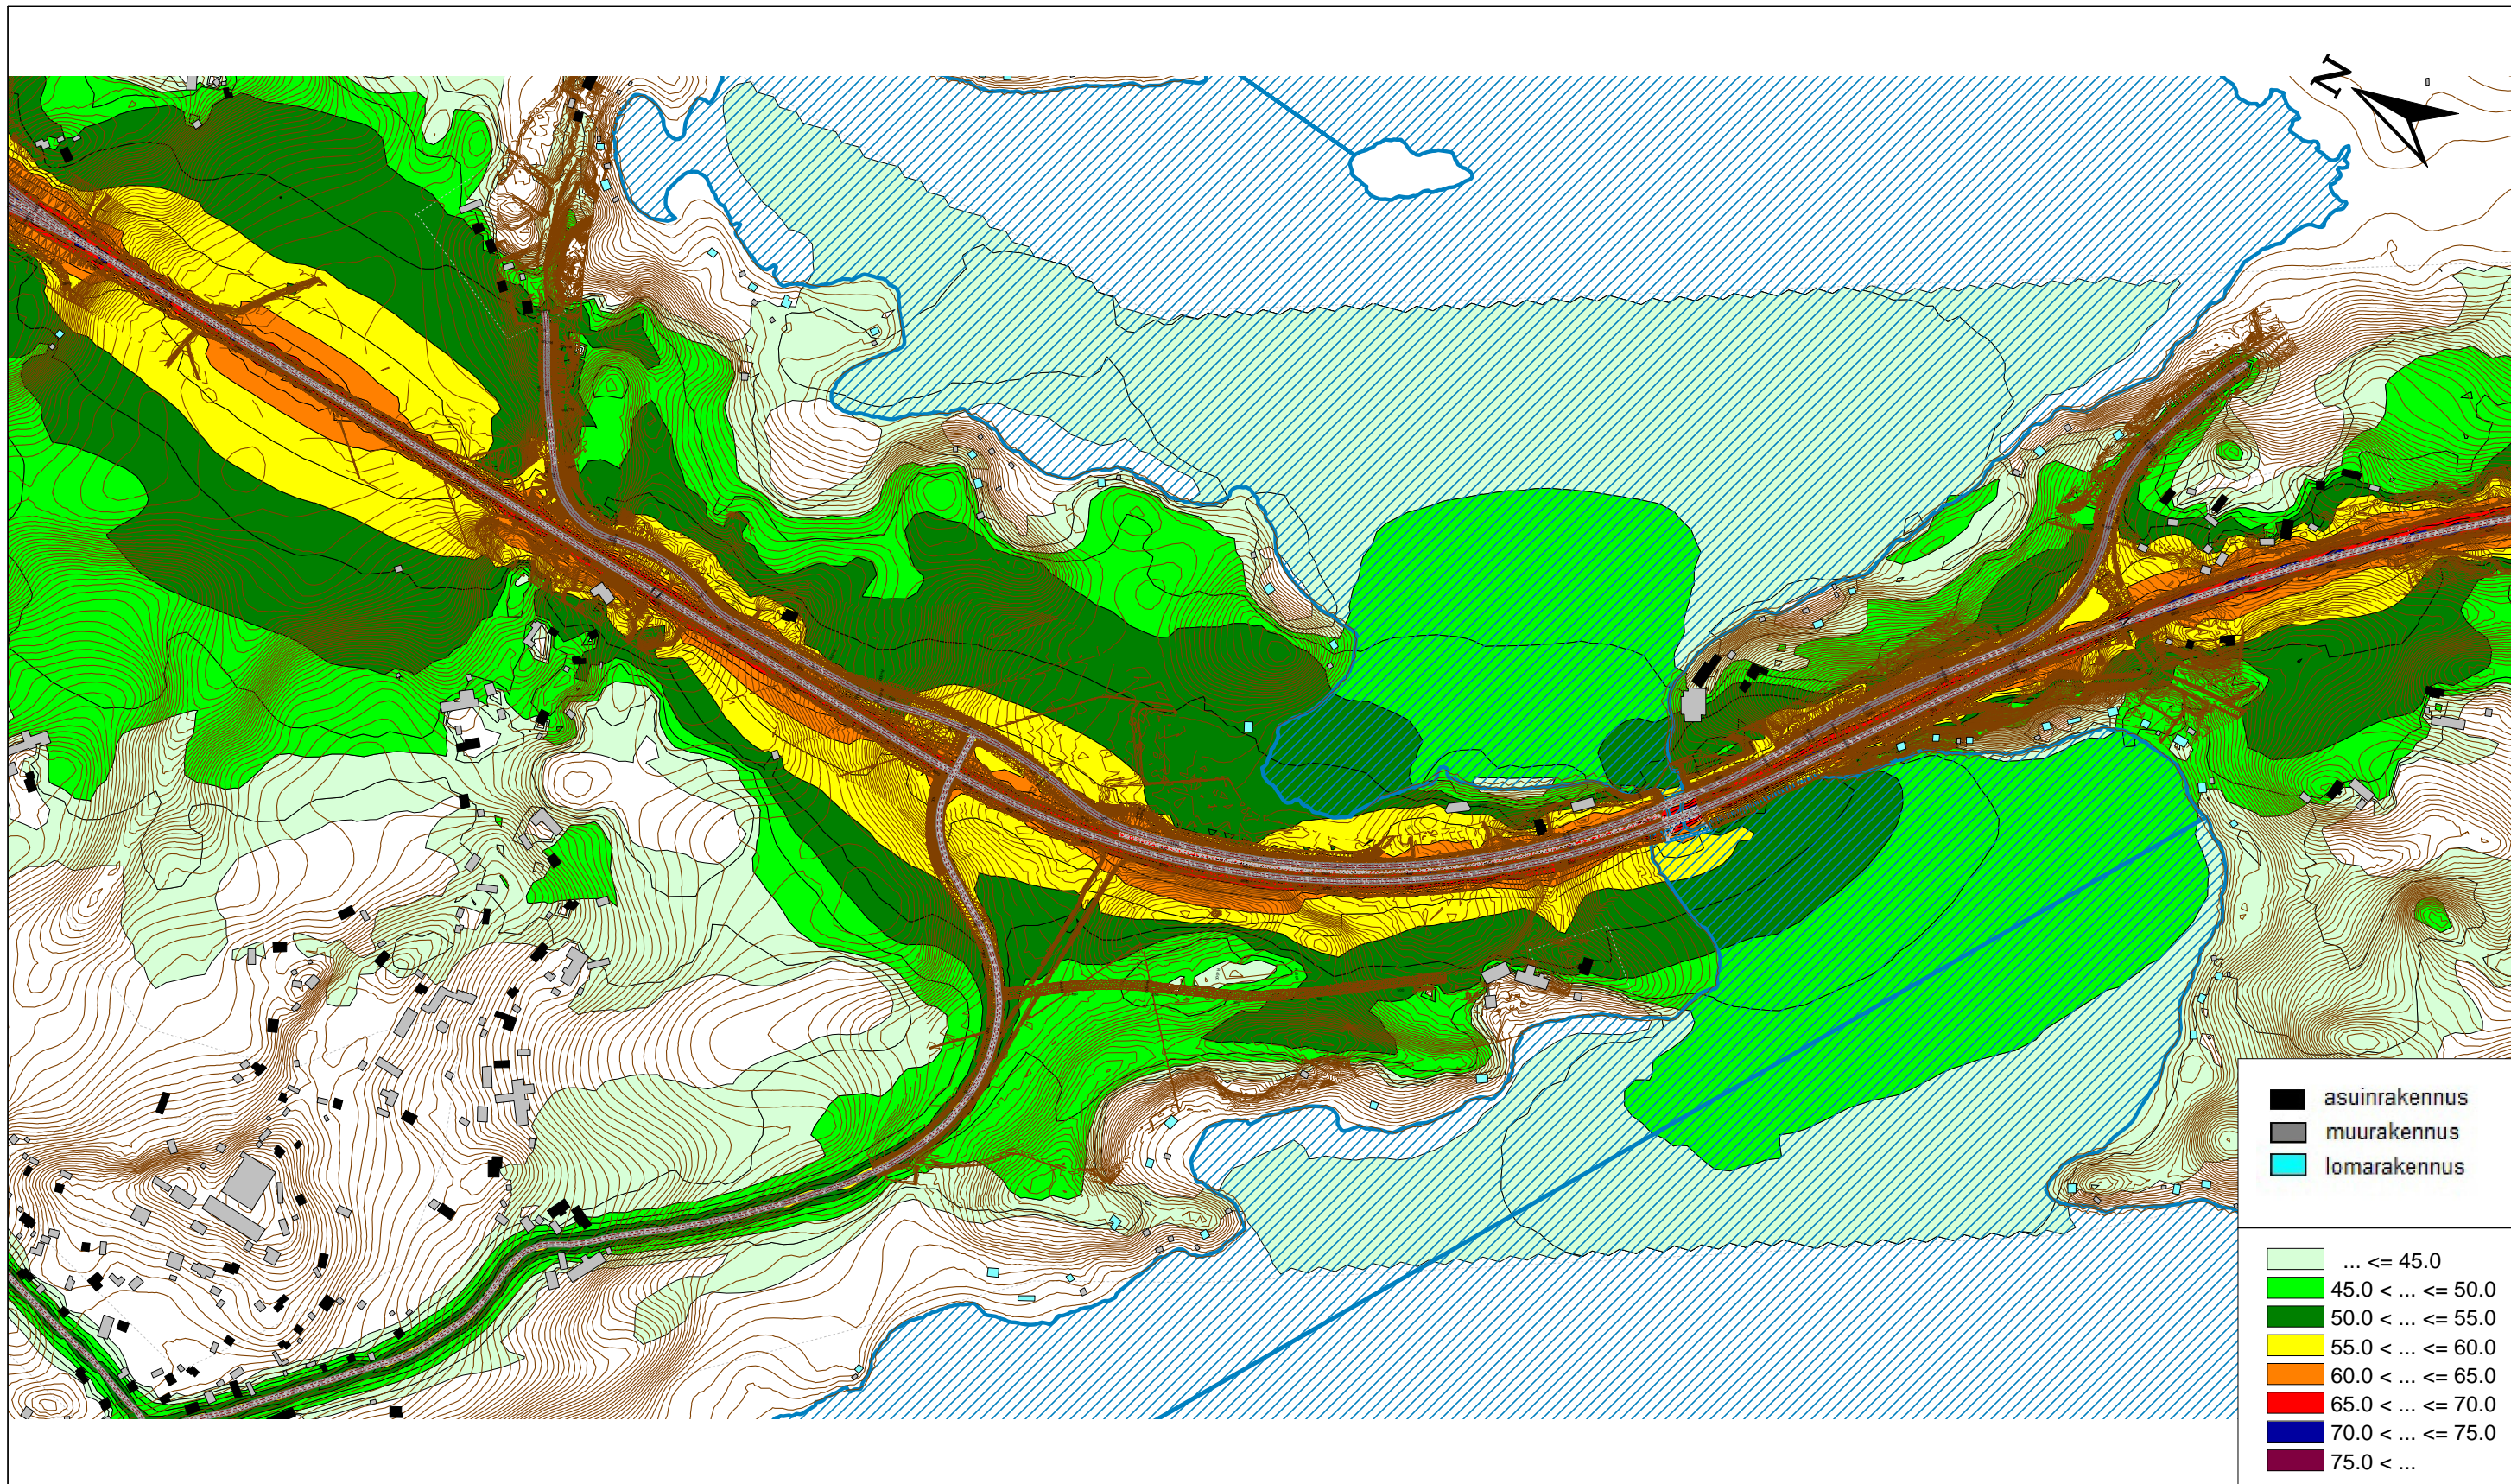 N
asuinrakennus
muurakennus
lomarakennus
... <= 45.0
45.0 < ... <= 50.0
50.0 < ... <= 55.0
55.0 < ... <= 60.0
60.0 < ... <= 65.0
65.0 < ... <= 70.0
70.0 < ... <= 75.0
75.0 < ...